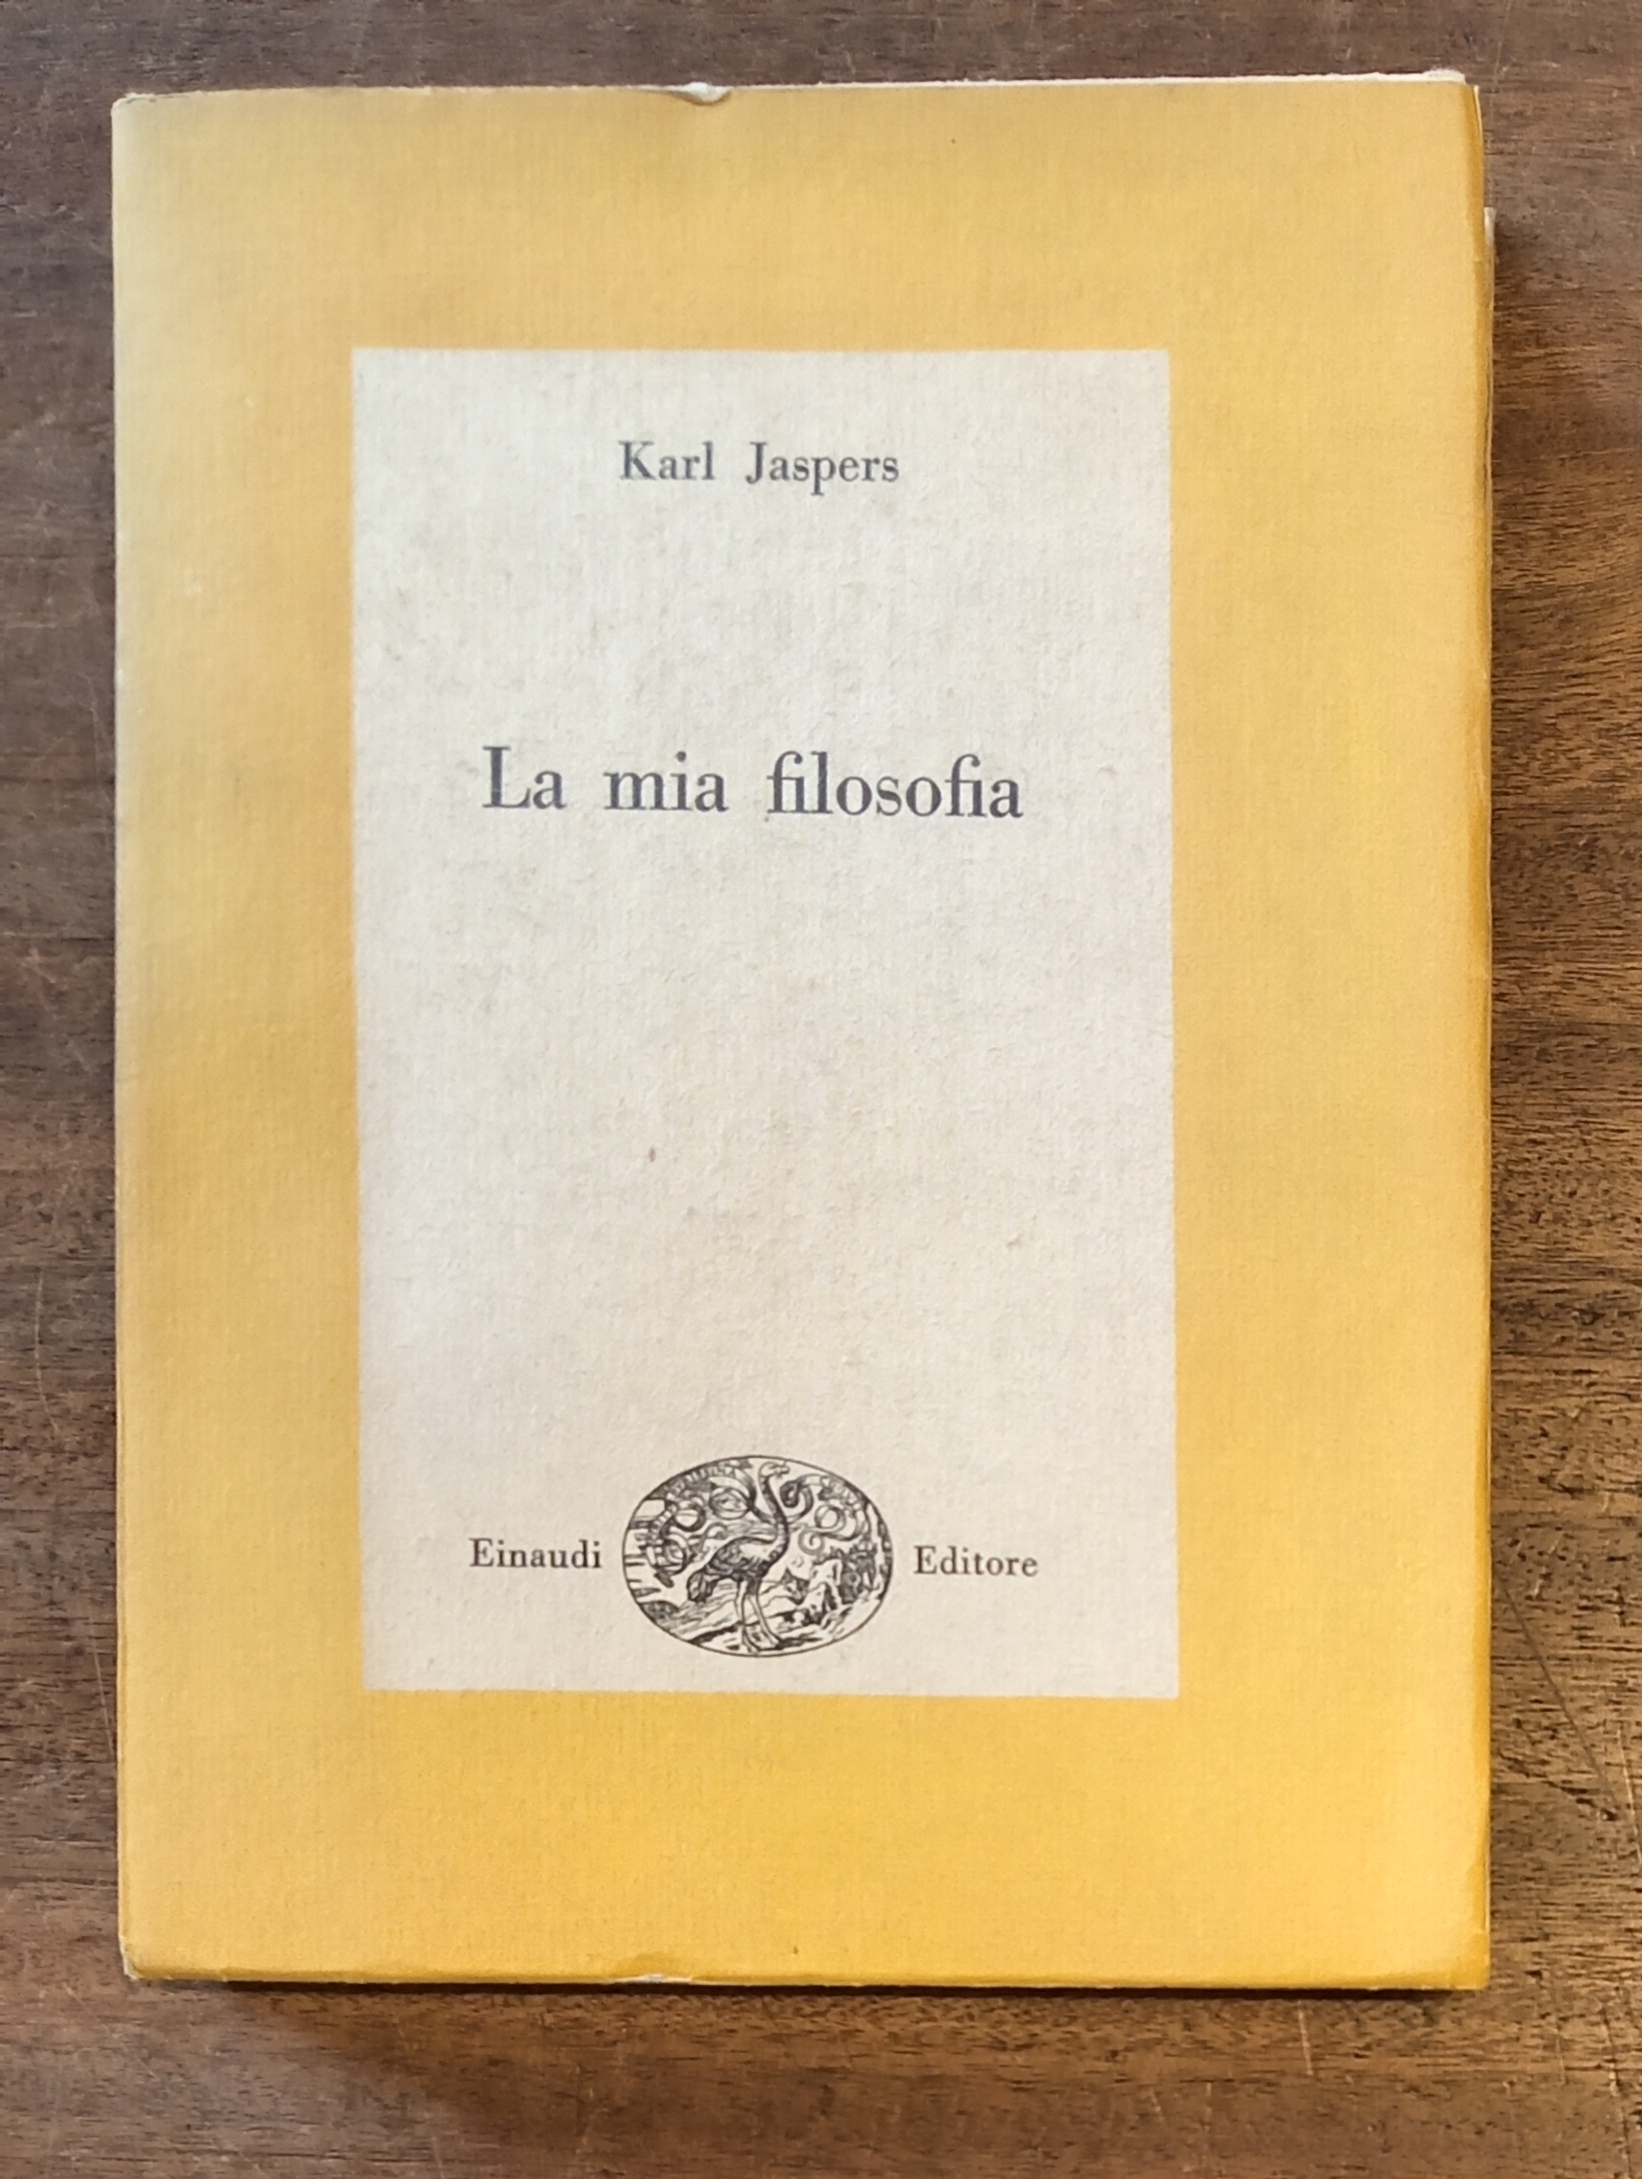 Karl Jaspers
La mia filosofia
Einaudi Editore